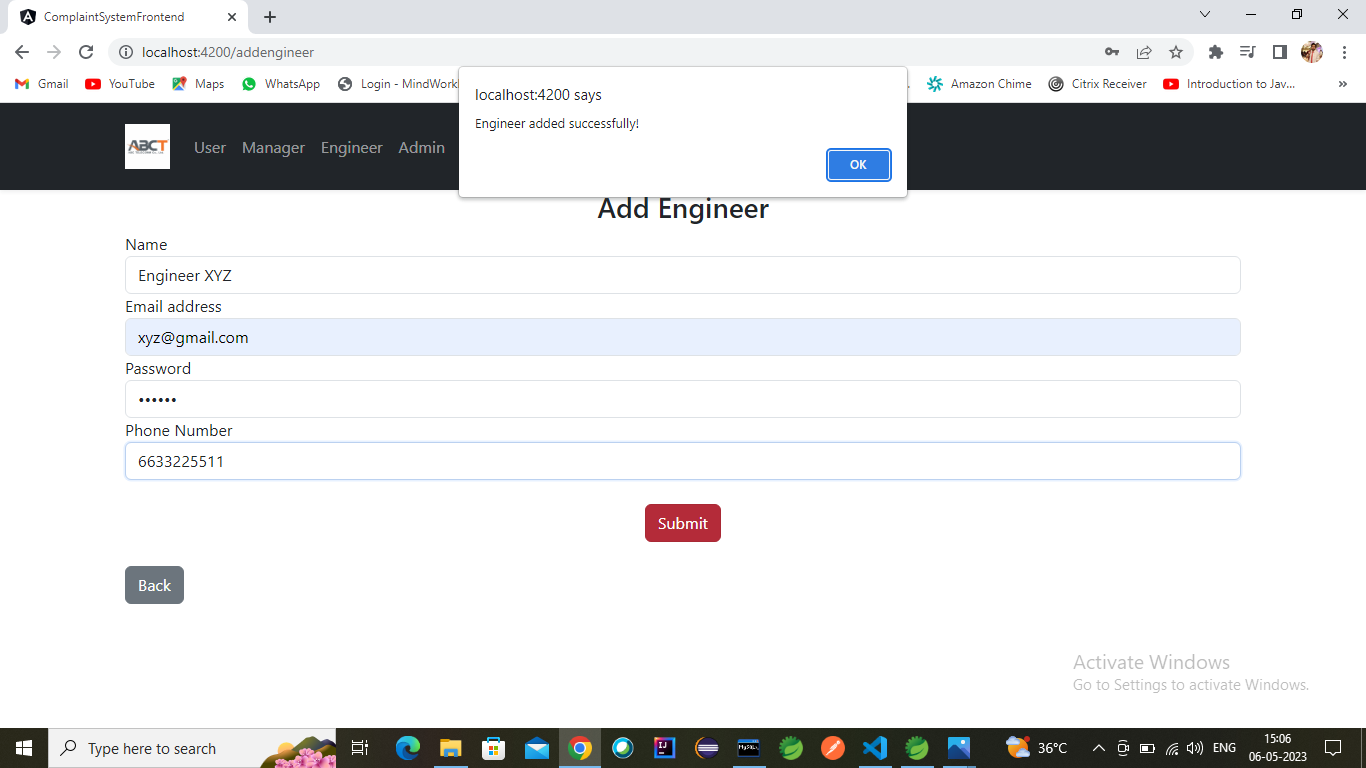 ComplaintSystemFrontend
localhost:4200/addengineer
Gmail YouTube Maps WhatsApp Login - MindWork Amazon Chime Citrix Receiver Introduction to Jav... »
localhost:4200 says
Engineer added successfully!
OK
ABCT
User Manager Engineer Admin
Add Engineer
Name
Engineer XYZ
Email address
xyz@gmail.com
Password
••••••
Phone Number
6633225511
Submit
Back
Activate Windows
Go to Settings to activate Windows.
Type here to search
36°C
ENG
15:06
06-05-2023